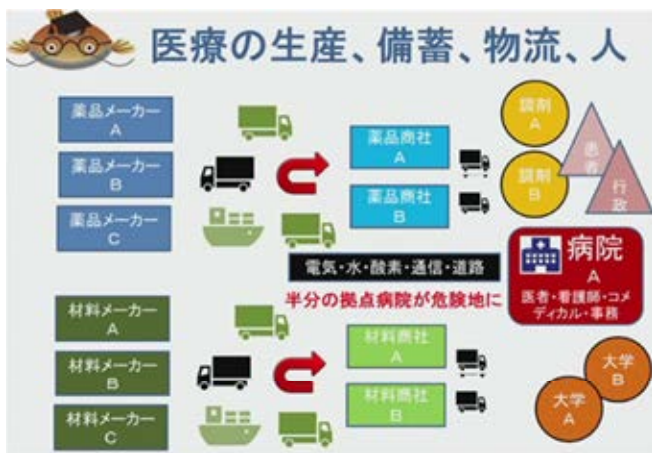 医療の生産、備蓄、物流、人
薬品メーカー
A
薬品メーカー
B
薬品メーカー
C
薬品商社
A
薬品商社
B
調剤
A
調剤
B
患者
行政
電気・水・酸素・通信・道路
半分の拠点病院が危険地に
病院
A
医者・看護師・コメ
ディカル・事務
材料メーカー
A
材料メーカー
B
材料メーカー
C
材料商社
A
材料商社
B
大学
B
大学
A